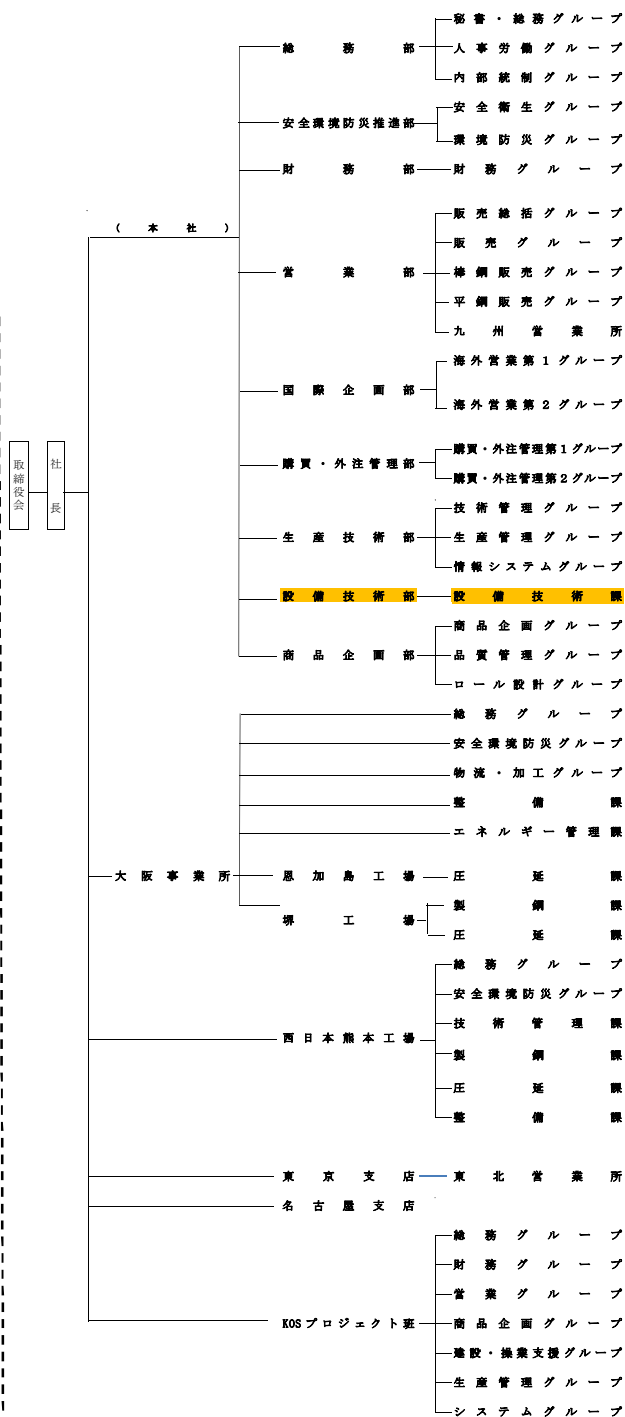 取締役会
社長
（本社）
総務部
秘書・総務グループ
人事労働グループ
内部統制グループ
安全環境防災推進部
安全衛生グループ
環境防災グループ
財務部
財務グループ
営業部
販売総括グループ
販売グループ
棒鋼販売グループ
平鋼販売グループ
九州営業所
国際企画部
海外営業第１グループ
海外営業第２グループ
購買・外注管理部
購買・外注管理第１グループ
購買・外注管理第２グループ
生産技術部
技術管理グループ
生産管理グループ
情報システムグループ
設備技術部
設備技術課
商品企画部
商品企画グループ
品質管理グループ
ロール設計グループ
大阪事業所
総務グループ
安全環境防災グループ
物流・加工グループ
整備課
エネルギー管理課
恩加島工場
圧延課
堺工場
製鋼課
圧延課
西日本熊本工場
総務グループ
安全環境防災グループ
技術管理課
製鋼課
圧延課
整備課
東京支店
東北営業所
名古屋支店
KOSプロジェクト班
総務グループ
財務グループ
営業グループ
商品企画グループ
建設・操業支援グループ
生産管理グループ
システムグループ